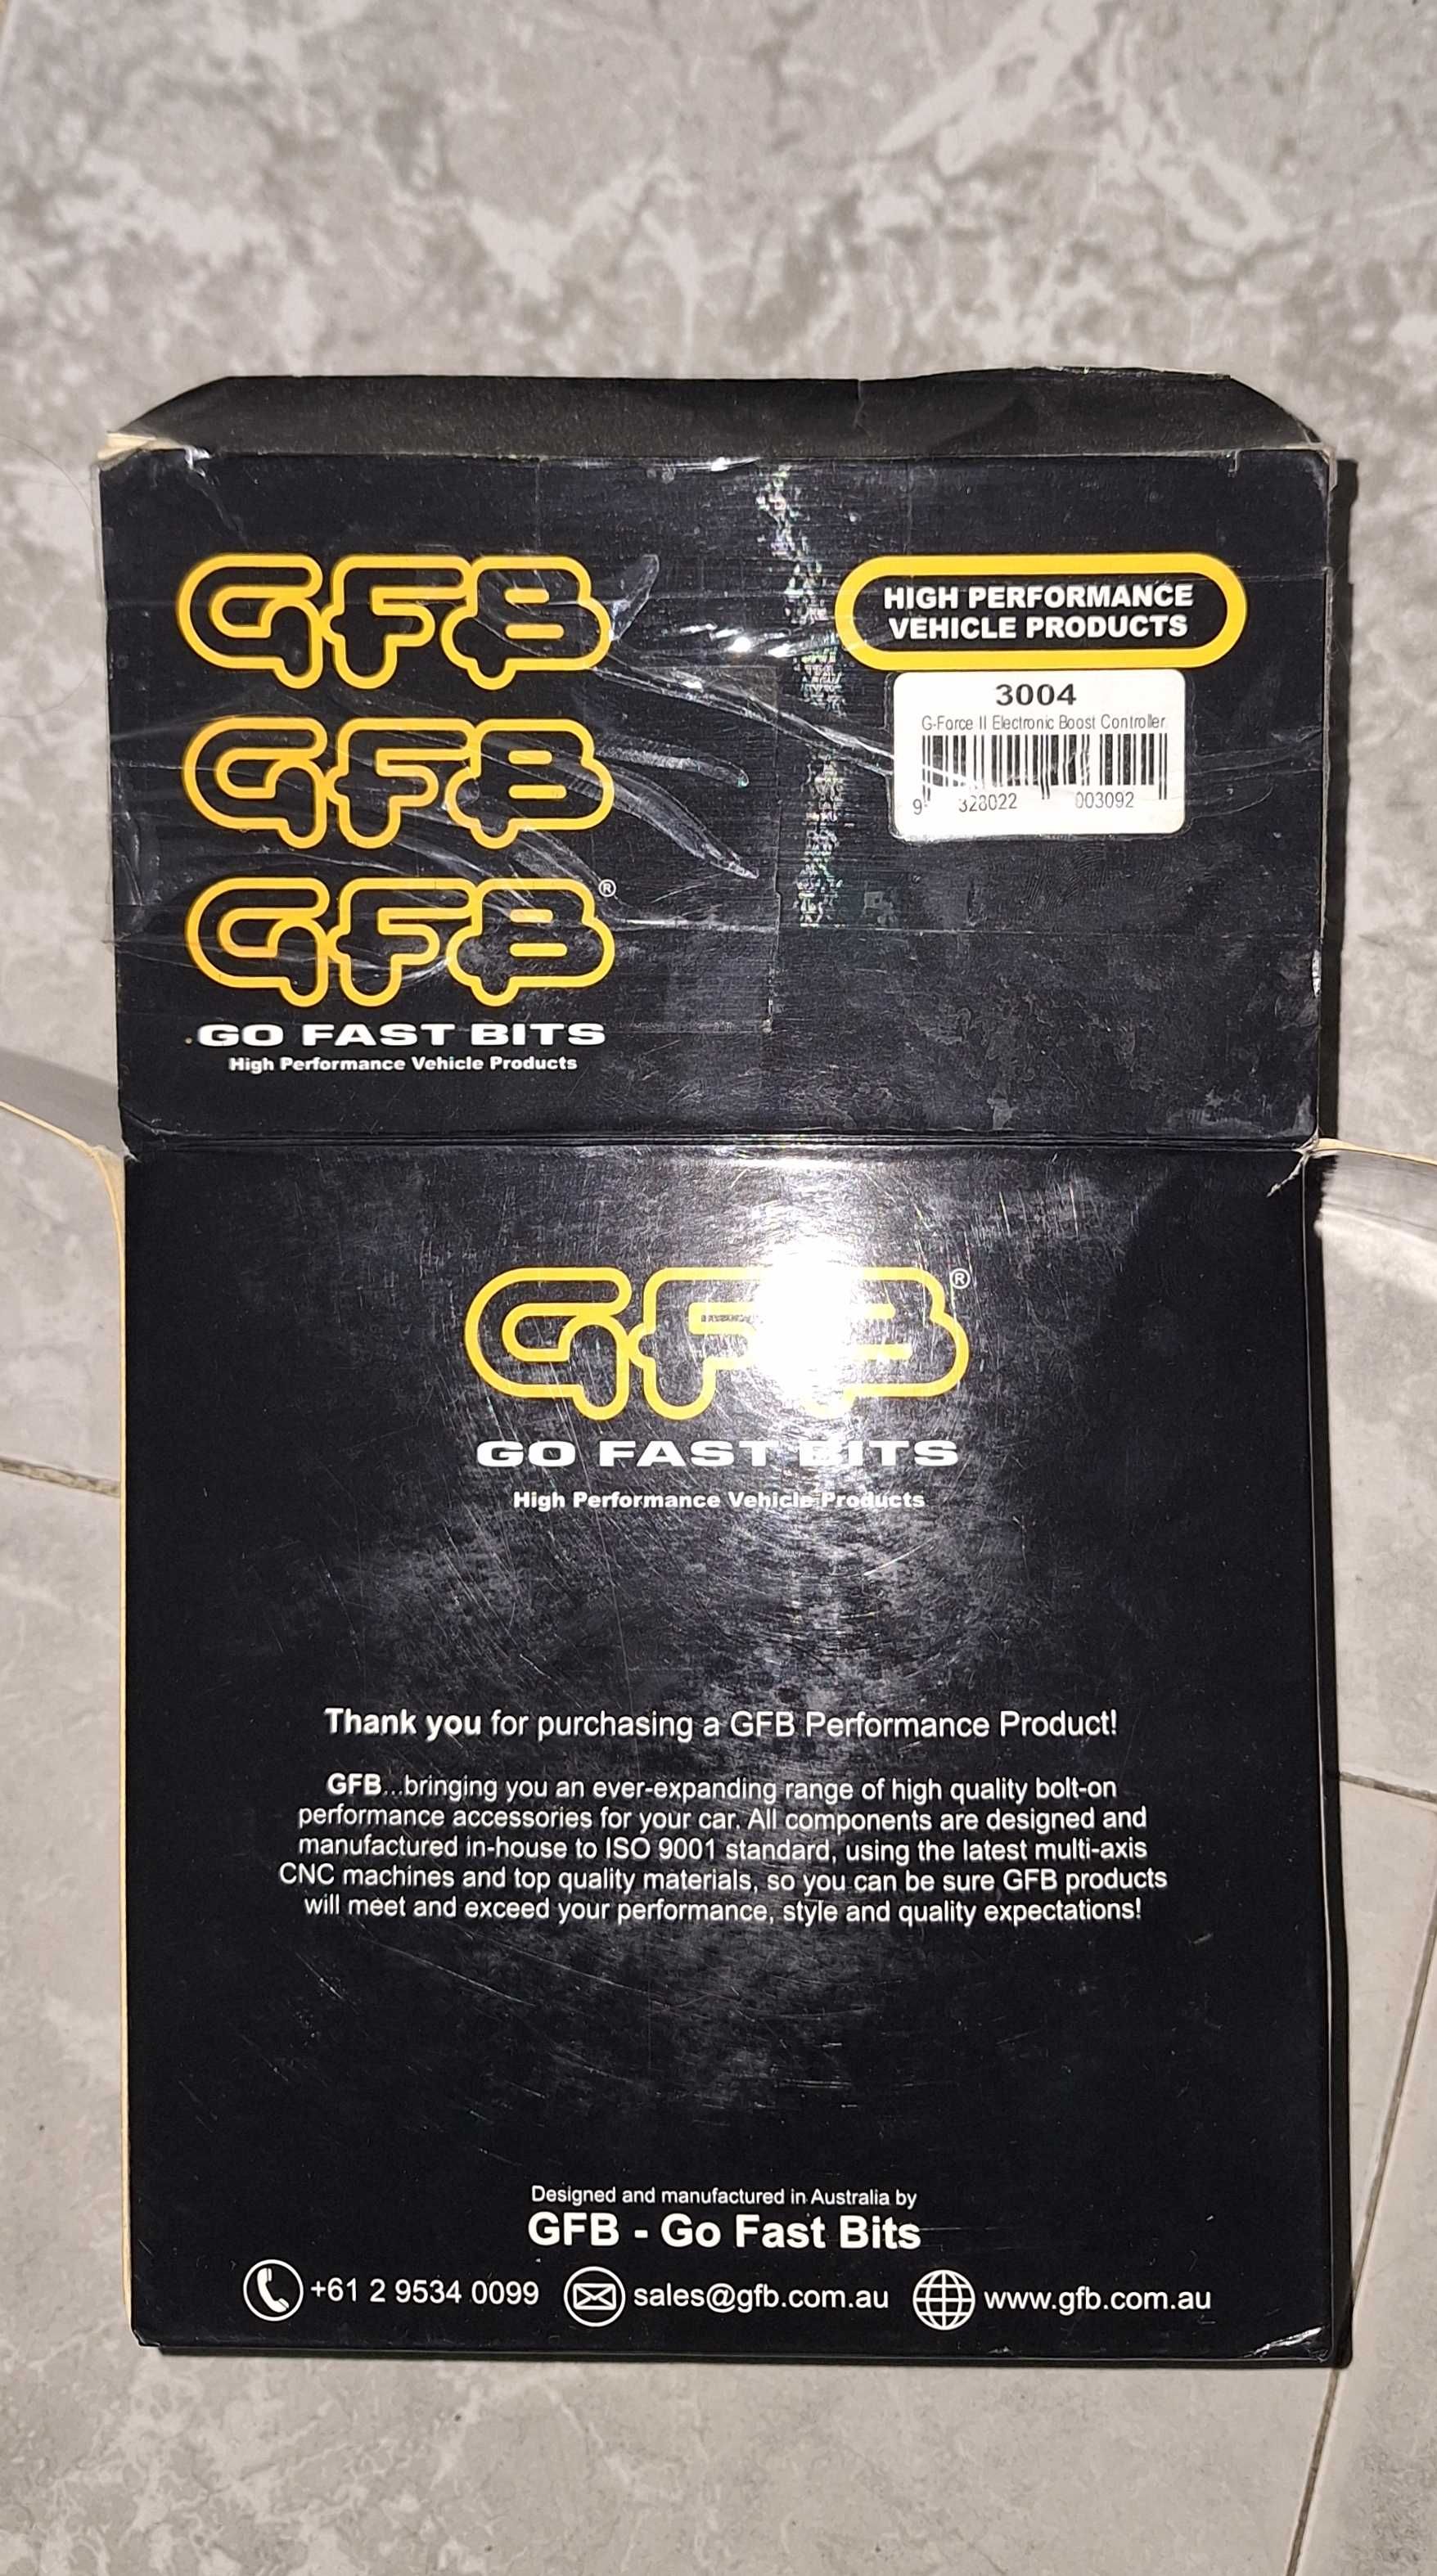 GFB
GFB
GFB®
GO FAST BITS
High Performance Vehicle Products
HIGH PERFORMANCE
VEHICLE PRODUCTS
3004
G-Force II Electronic Boost Controller
9 328022 003092
GFB®
GO FAST BITS
High Performance Vehicle Products
Thank you for purchasing a GFB Performance Product!
GFB...bringing you an ever-expanding range of high quality bolt-on
performance accessories for your car. All components are designed and
manufactured in-house to ISO 9001 standard, using the latest multi-axis
CNC machines and top quality materials, so you can be sure GFB products
will meet and exceed your performance, style and quality expectations!
Designed and manufactured in Australia by
GFB - Go Fast Bits
+61 2 9534 0099 sales@gfb.com.au www.gfb.com.au